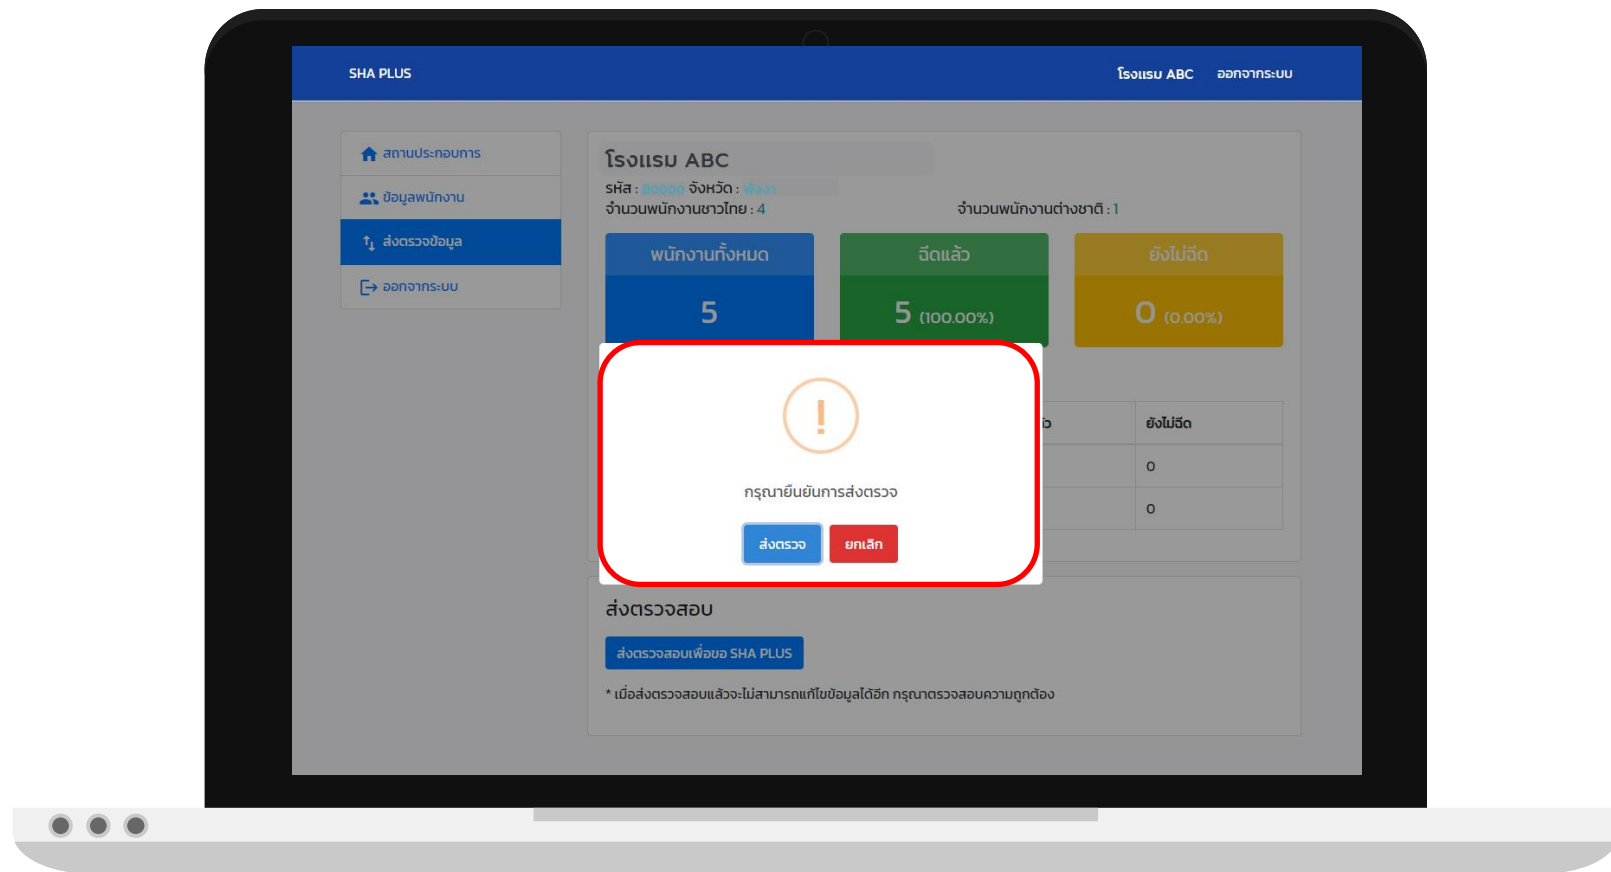 SHA PLUS
โรงแรม ABC ออกจากระบบ
สถานประกอบการ
ข้อมูลพนักงาน
ส่งตรวจข้อมูล
ออกจากระบบ
โรงแรม ABC
รหัส : จังหวัด : พังงา
จำนวนพนักงานชาวไทย : 4 จำนวนพนักงานต่างชาติ : 1
พนักงานทั้งหมด
5
ฉีดแล้ว
5 (100.00%)
ยังไม่ฉีด
0 (0.00%)
ยังไม่ฉีด
0
0
!
กรุณายืนยันการส่งตรวจ
ส่งตรวจ ยกเลิก
ส่งตรวจสอบ
ส่งตรวจสอบเพื่อขอ SHA PLUS
* เมื่อส่งตรวจสอบแล้วจะไม่สามารถแก้ไขข้อมูลได้อีก กรุณาตรวจสอบความถูกต้อง